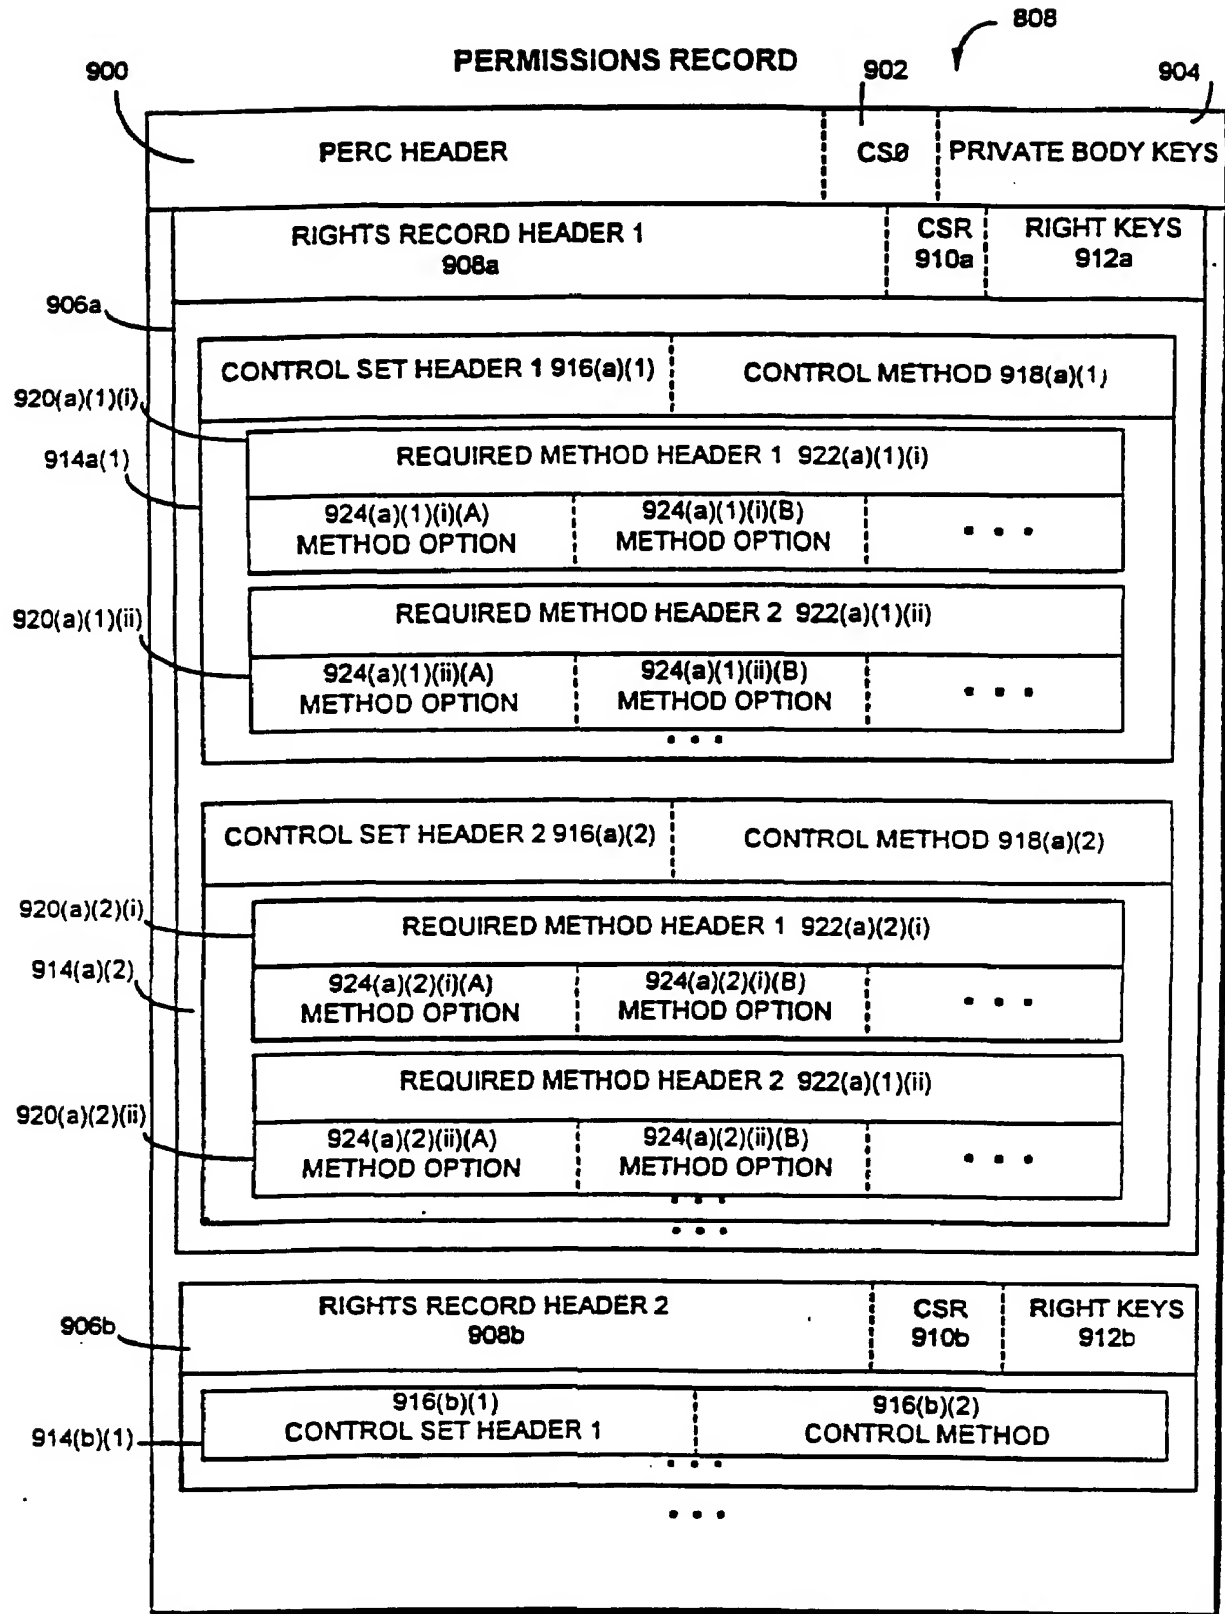 808
PERMISSIONS RECORD
900
902
904
PERC HEADER
CS0
PRIVATE BODY KEYS
RIGHTS RECORD HEADER 1
908a
CSR
910a
RIGHT KEYS
912a
906a
CONTROL SET HEADER 1 916(a)(1)
CONTROL METHOD 918(a)(1)
920(a)(1)(i)
914a(1)
REQUIRED METHOD HEADER 1 922(a)(1)(i)
924(a)(1)(i)(A)
METHOD OPTION
924(a)(1)(i)(B)
METHOD OPTION
• • •
920(a)(1)(ii)
REQUIRED METHOD HEADER 2 922(a)(1)(ii)
924(a)(1)(ii)(A)
METHOD OPTION
924(a)(1)(ii)(B)
METHOD OPTION
• • •
• • •
CONTROL SET HEADER 2 916(a)(2)
CONTROL METHOD 918(a)(2)
920(a)(2)(i)
914(a)(2)
REQUIRED METHOD HEADER 1 922(a)(2)(i)
924(a)(2)(i)(A)
METHOD OPTION
924(a)(2)(i)(B)
METHOD OPTION
• • •
920(a)(2)(ii)
REQUIRED METHOD HEADER 2 922(a)(1)(ii)
924(a)(2)(ii)(A)
METHOD OPTION
924(a)(2)(ii)(B)
METHOD OPTION
• • •
• • •
• • •
906b
RIGHTS RECORD HEADER 2
908b
CSR
910b
RIGHT KEYS
912b
914(b)(1)
916(b)(1)
CONTROL SET HEADER 1
916(b)(2)
CONTROL METHOD
• • •
• • •